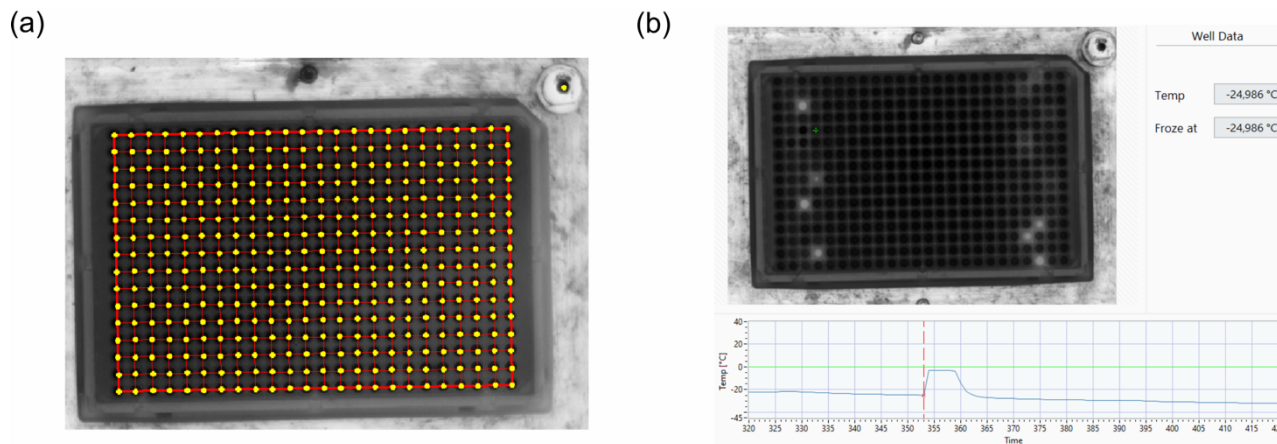 (a)
(b)
Well Data
Temp -24,986 °C
Froze at -24,986 °C
Temp [°C]
40
20
0
-20
-45
320 325 330 335 340 345 350 355 360 365 370 375 380 385 390 395 400 405 410 415
Time